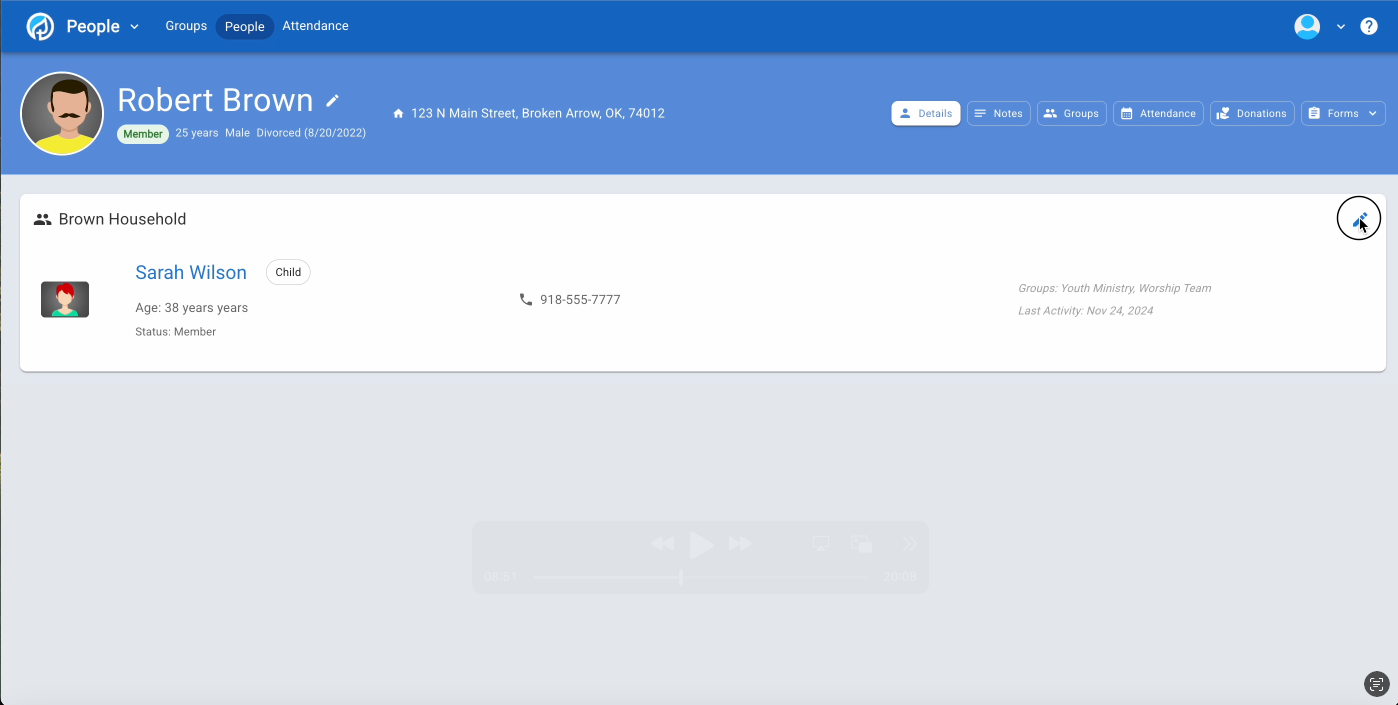 People Groups People Attendance
Robert Brown
Member 25 years Male Divorced (8/20/2022)
123 N Main Street, Broken Arrow, OK, 74012
Details Notes Groups Attendance Donations Forms
Brown Household
Sarah Wilson Child
Age: 38 years years
Status: Member
918-555-7777
Groups: Youth Ministry, Worship Team
Last Activity: Nov 24, 2024
08:51 20:08